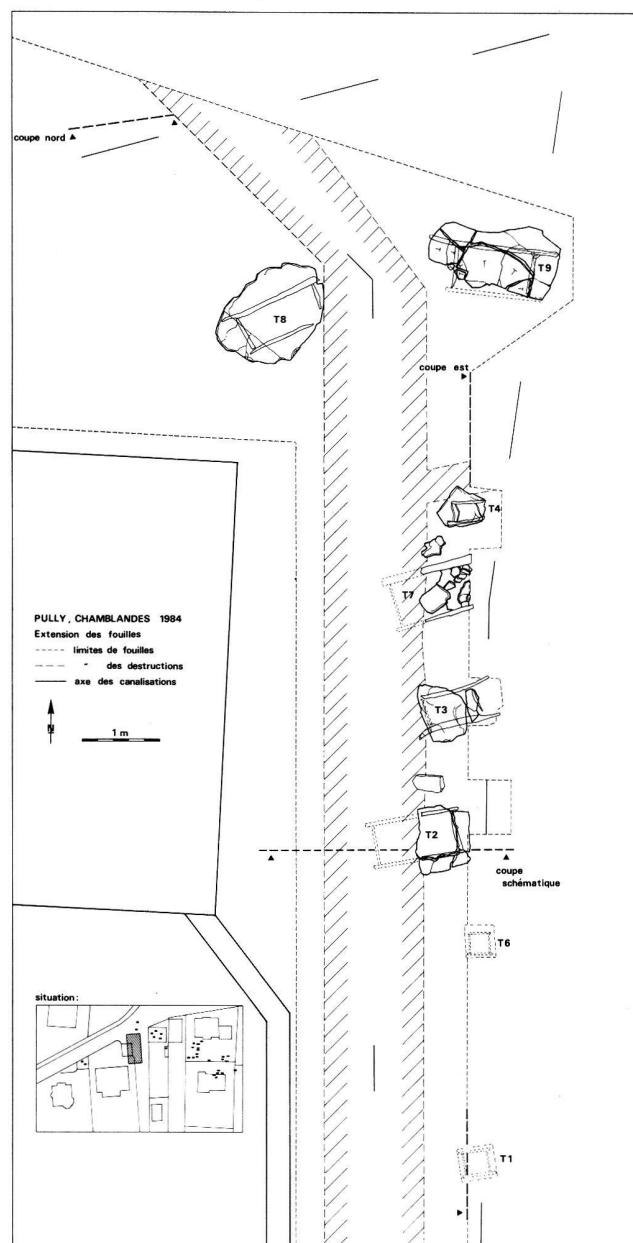 coupe nord
T9
T8
coupe est
T4
PULLY, CHAMBLANDES 1984
Extension des fouilles
limites de fouilles
" des destructions
axe des canalisations
T7
N
1 m
T3
T2
coupe
schématique
T6
situation:
T1